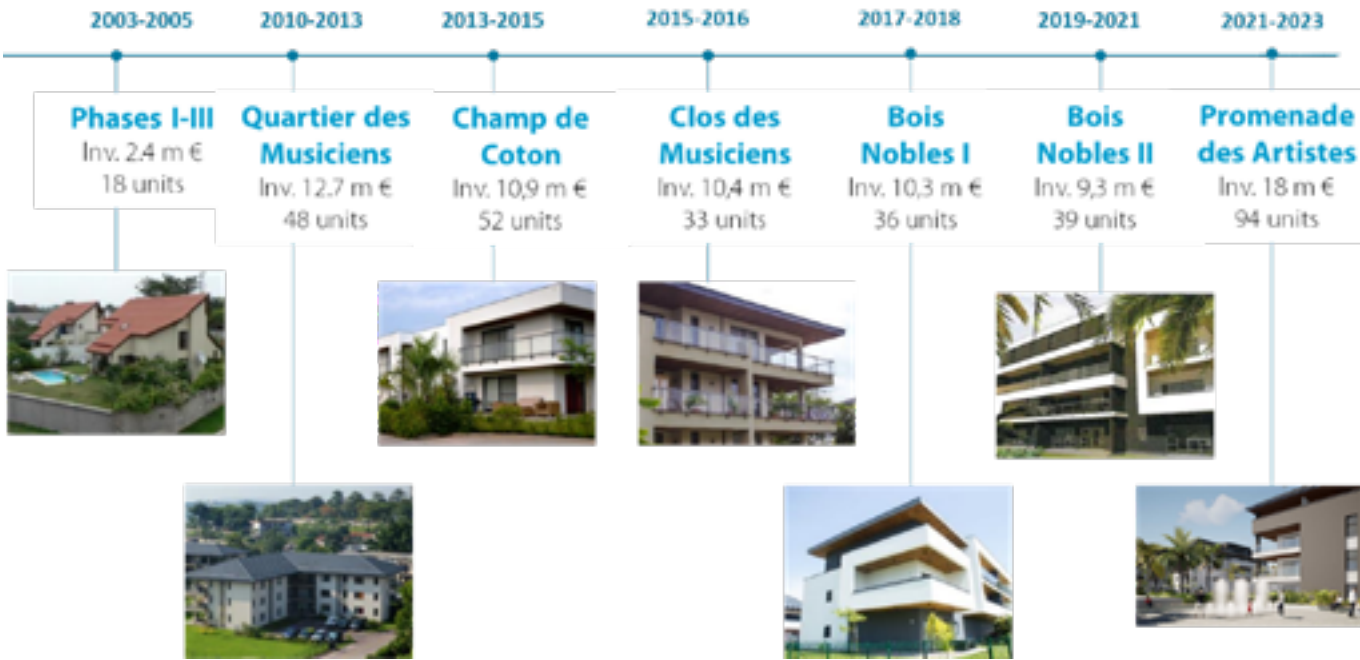 2003-2005
2010-2013
2013-2015
2015-2016
2017-2018
2019-2021
2021-2023
Phases I-III
Inv. 2.4 m €
18 units
Quartier des
Musiciens
Inv. 12.7 m €
48 units
Champ de
Coton
Inv. 10,9 m €
52 units
Clos des
Musiciens
Inv. 10,4 m €
33 units
Bois
Nobles I
Inv. 10,3 m €
36 units
Bois
Nobles II
Inv. 9,3 m €
39 units
Promenade
des Artistes
Inv. 18 m €
94 units